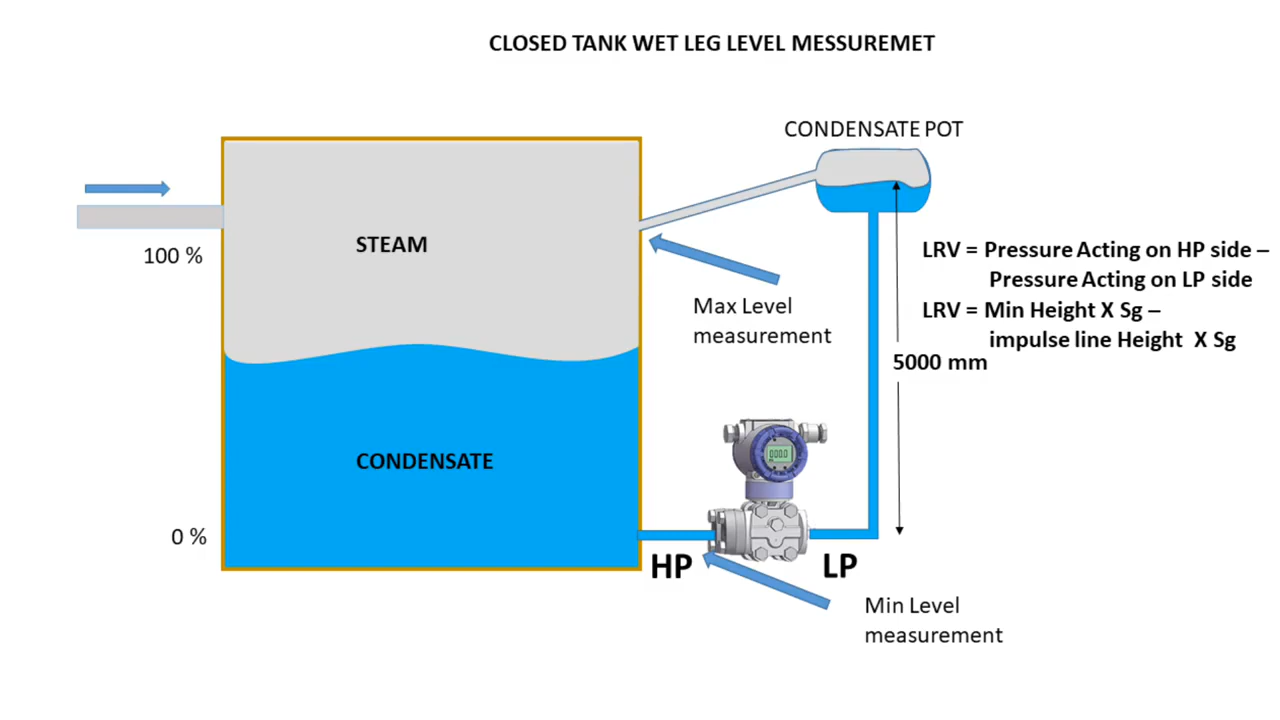 CLOSED TANK WET LEG LEVEL MESSUREMET
CONDENSATE POT
STEAM
100 %
LRV = Pressure Acting on HP side –
Pressure Acting on LP side
LRV = Min Height X Sg –
impulse line Height X Sg
Max Level
measurement
5000 mm
CONDENSATE
000.0
0 %
HP
LP
Min Level
measurement